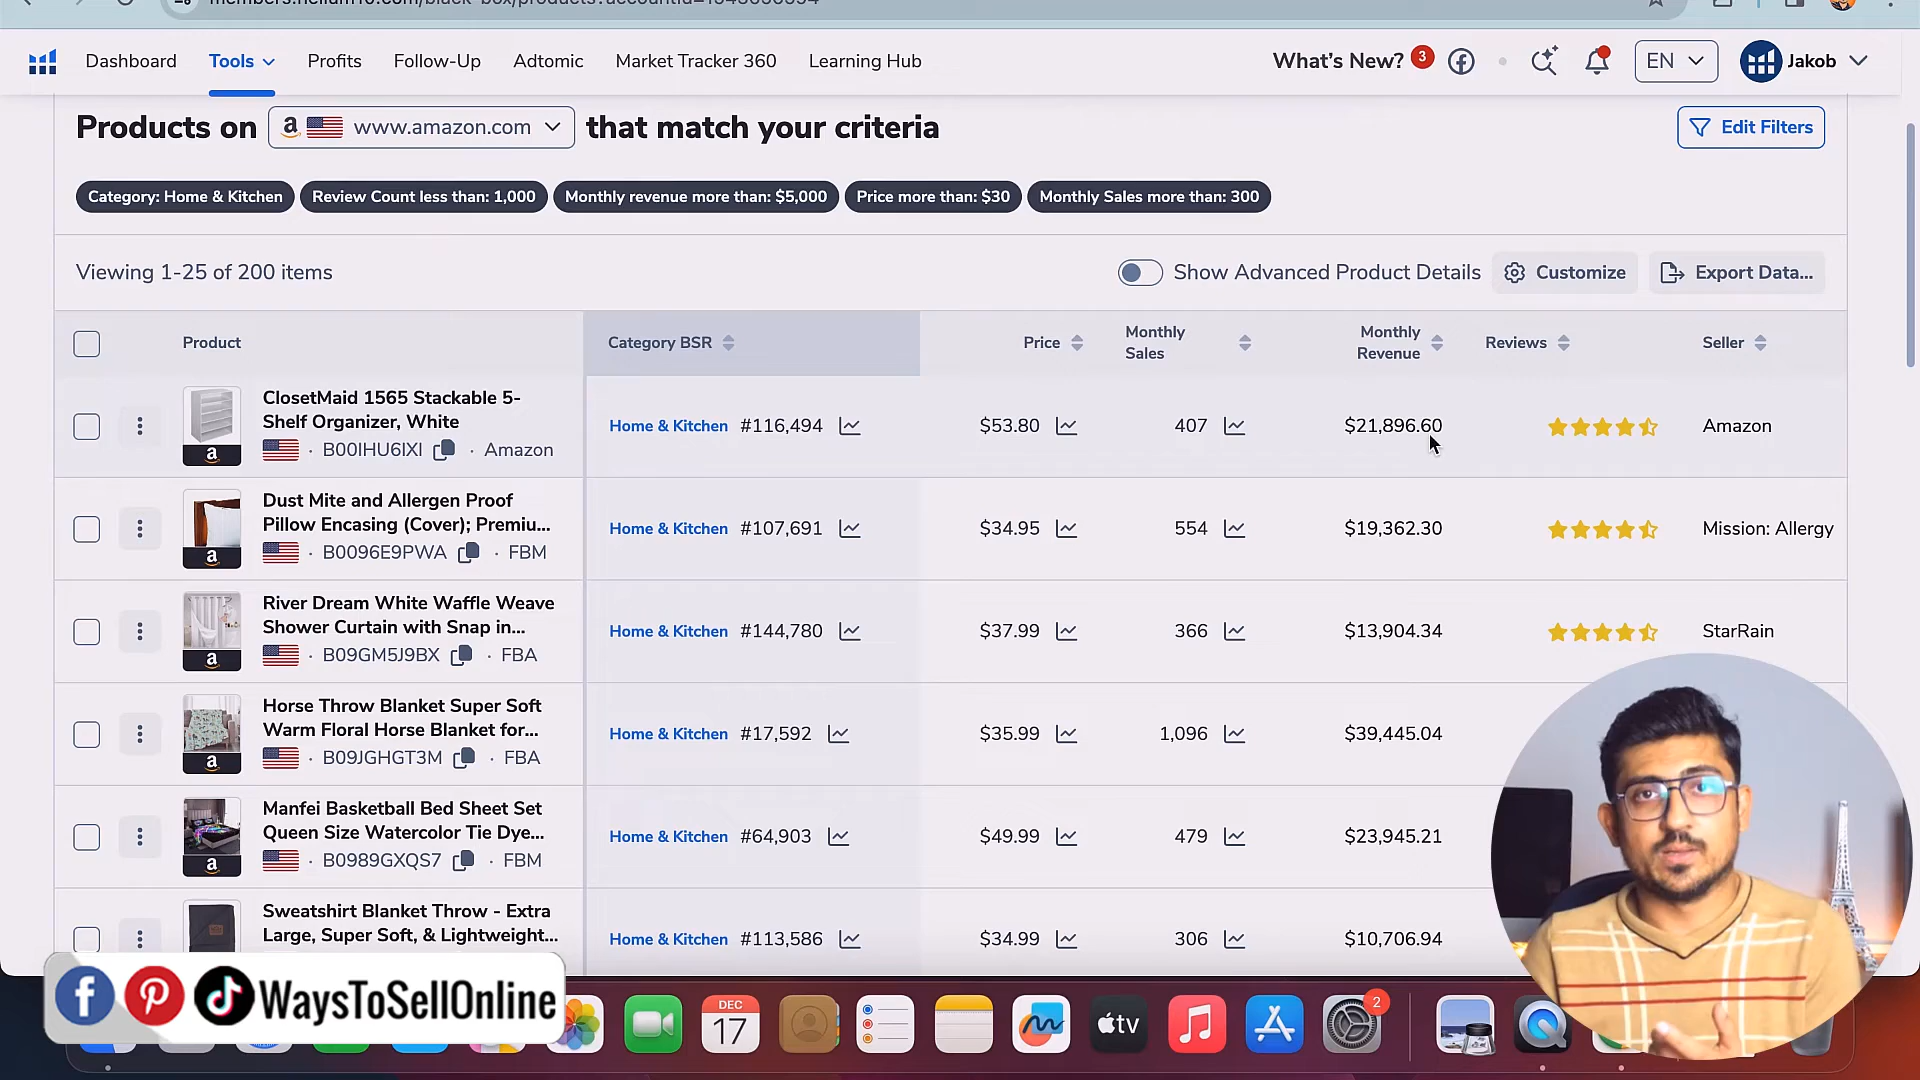 members.helium10.com/black-box/products?accountId=1545050394
Dashboard Tools Profits Follow-Up Adtomic Market Tracker 360 Learning Hub What's New? 3 EN Jakob
Products on a www.amazon.com that match your criteria Edit Filters
Category: Home & Kitchen Review Count less than: 1,000 Monthly revenue more than: $5,000 Price more than: $30 Monthly Sales more than: 300
Viewing 1-25 of 200 items Show Advanced Product Details Customize Export Data...
Product Category BSR Price Monthly Sales Monthly Revenue Reviews Seller
ClosetMaid 1565 Stackable 5-
Shelf Organizer, White
a B00IHU6IXI · Amazon
Home & Kitchen #116,494 $53.80 407 $21,896.60 Amazon
Dust Mite and Allergen Proof
Pillow Encasing (Cover); Premiu...
a · B0096E9PWA · FBM
Home & Kitchen #107,691 $34.95 554 $19,362.30 Mission: Allergy
River Dream White Waffle Weave
Shower Curtain with Snap in...
a · B09GM5J9BX · FBA
Home & Kitchen #144,780 $37.99 366 $13,904.34 StarRain
Horse Throw Blanket Super Soft
Warm Floral Horse Blanket for...
a · B09JGHGT3M · FBA
Home & Kitchen #17,592 $35.99 1,096 $39,445.04
Manfei Basketball Bed Sheet Set
Queen Size Watercolor Tie Dye...
a · B0989GXQS7 · FBM
Home & Kitchen #64,903 $49.99 479 $23,945.21
Sweatshirt Blanket Throw - Extra
Large, Super Soft, & Lightweight...
Home & Kitchen #113,586 $34.99 306 $10,706.94
WaysToSellOnline
DEC
17
tv
2